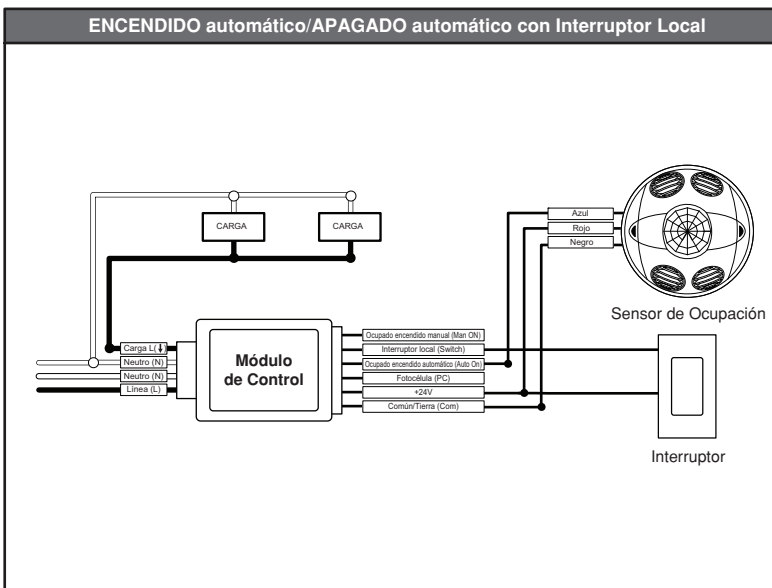 ENCENDIDO automático/APAGADO automático con Interruptor Local
CARGA
CARGA
Azul
Rojo
Negro
Sensor de Ocupación
Carga L(↓)
Neutro (N)
Neutro (N)
Línea (L)
Módulo
de Control
Ocupado encendido manual (Man ON)
Interruptor local (Switch)
Ocupado encendido automático (Auto On)
Fotocélula (PC)
+24V
Común/Tierra (Com)
Interruptor